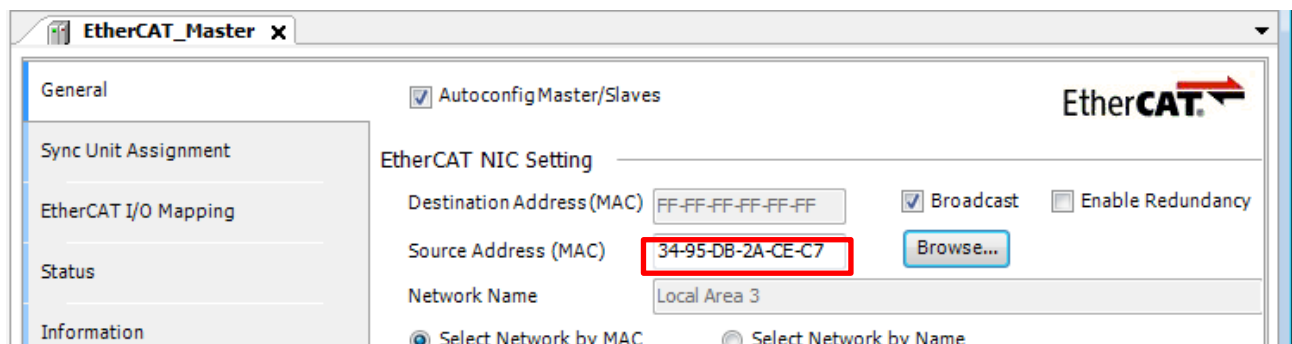 EtherCAT_Master X
General
Autoconfig Master/Slaves
EtherCAT.
Sync Unit Assignment
EtherCAT NIC Setting
EtherCAT I/O Mapping
Destination Address (MAC) FF-FF-FF-FF-FF-FF Broadcast Enable Redundancy
Source Address (MAC) 34-95-DB-2A-CE-C7 Browse...
Status
Network Name Local Area 3
Information
Select Network by MAC Select Network by Name